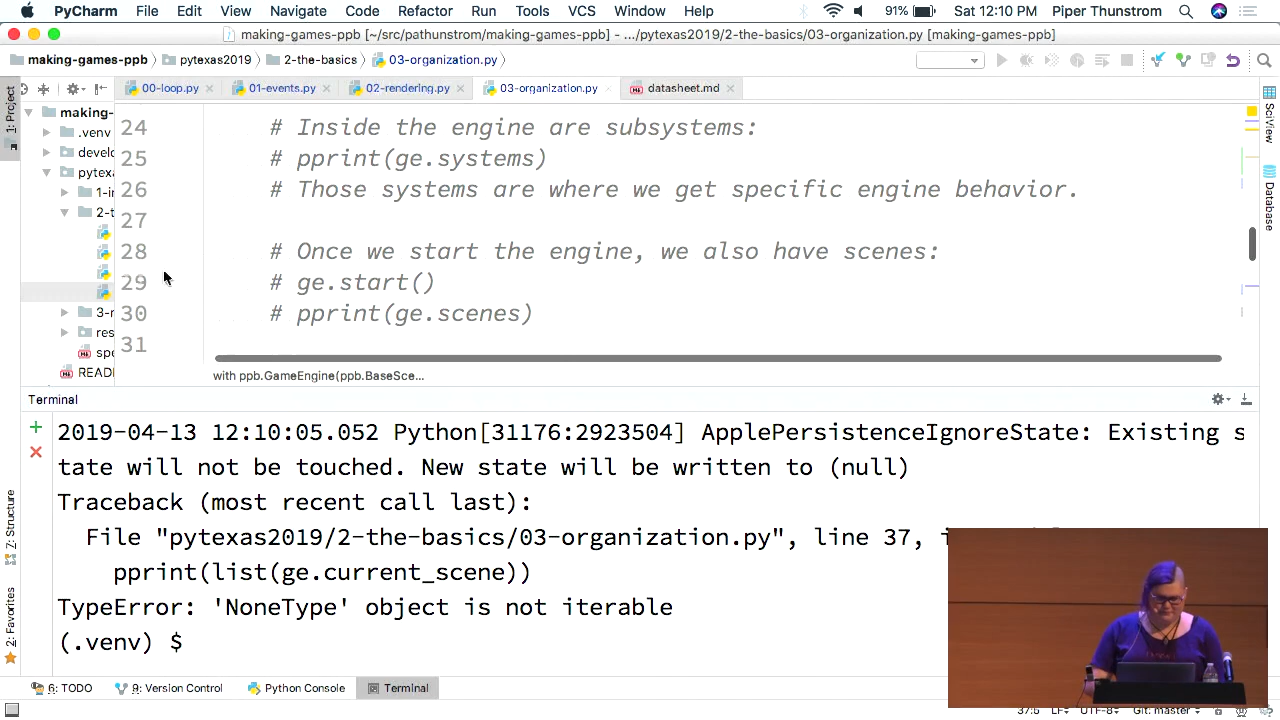 PyCharm File Edit View Navigate Code Refactor Run Tools VCS Window Help 91% Sat 12:10 PM Piper Thunstrom
making-games-ppb [~/src/pathunstrom/making-games-ppb] - .../pytexas2019/2-the-basics/03-organization.py [making-games-ppb]
making-games-ppb pytexas2019 2-the-basics 03-organization.py
1: Project
00-loop.py 01-events.py 02-rendering.py 03-organization.py datasheet.md
making-
.venv
develo
pytexa
1-in
2-t
3-r
res
spe
READ
24 # Inside the engine are subsystems:
25 # pprint(ge.systems)
26 # Those systems are where we get specific engine behavior.
27
28 # Once we start the engine, we also have scenes:
29 # ge.start()
30 # pprint(ge.scenes)
31
with ppb.GameEngine(ppb.BaseSce...
SciView
Database
Terminal
2019-04-13 12:10:05.052 Python[31176:2923504] ApplePersistenceIgnoreState: Existing s
tate will not be touched. New state will be written to (null)
Traceback (most recent call last):
File "pytexas2019/2-the-basics/03-organization.py", line 37,
pprint(list(ge.current_scene))
TypeError: 'NoneType' object is not iterable
(.venv) $
Z: Structure
2: Favorites
6: TODO 9: Version Control Python Console Terminal
37:5 LF UTF-8 Git: master